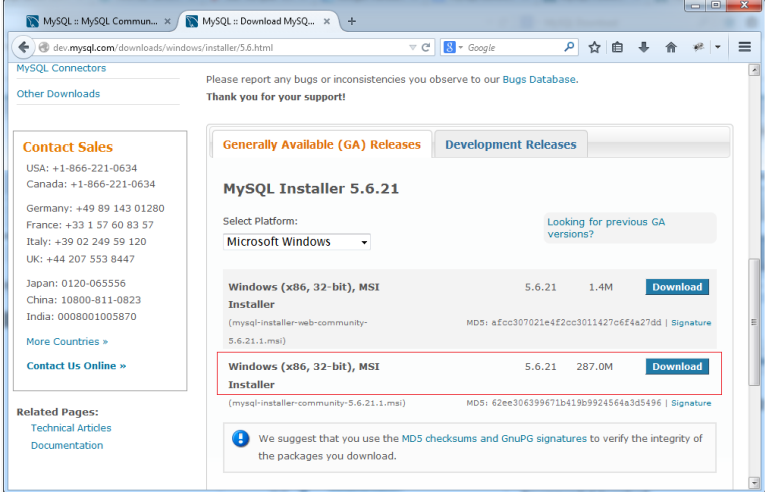 MySQL :: MySQL Commun... ×
MySQL :: Download MySQ... ×
+
dev.mysql.com/downloads/windows/installer/5.6.html
Google
MySQL Connectors
Other Downloads
Contact Sales
USA: +1-866-221-0634
Canada: +1-866-221-0634
Germany: +49 89 143 01280
France: +33 1 57 60 83 57
Italy: +39 02 249 59 120
UK: +44 207 553 8447
Japan: 0120-065556
China: 10800-811-0823
India: 0008001005870
More Countries »
Contact Us Online »
Related Pages:
Technical Articles
Documentation
Please report any bugs or inconsistencies you observe to our Bugs Database.
Thank you for your support!
Generally Available (GA) Releases
Development Releases
MySQL Installer 5.6.21
Select Platform:
Microsoft Windows
Looking for previous GA
versions?
Windows (x86, 32-bit), MSI 5.6.21 1.4M Download
Installer
(mysql-installer-web-community- MD5: afcc307021e4f2cc3011427c6f4a27dd | Signature
5.6.21.1.msi)
Windows (x86, 32-bit), MSI 5.6.21 287.0M Download
Installer
(mysql-installer-community-5.6.21.1.msi) MD5: 62ee306399671b419b9924564a3d5496 | Signature
We suggest that you use the MD5 checksums and GnuPG signatures to verify the integrity of
the packages you download.